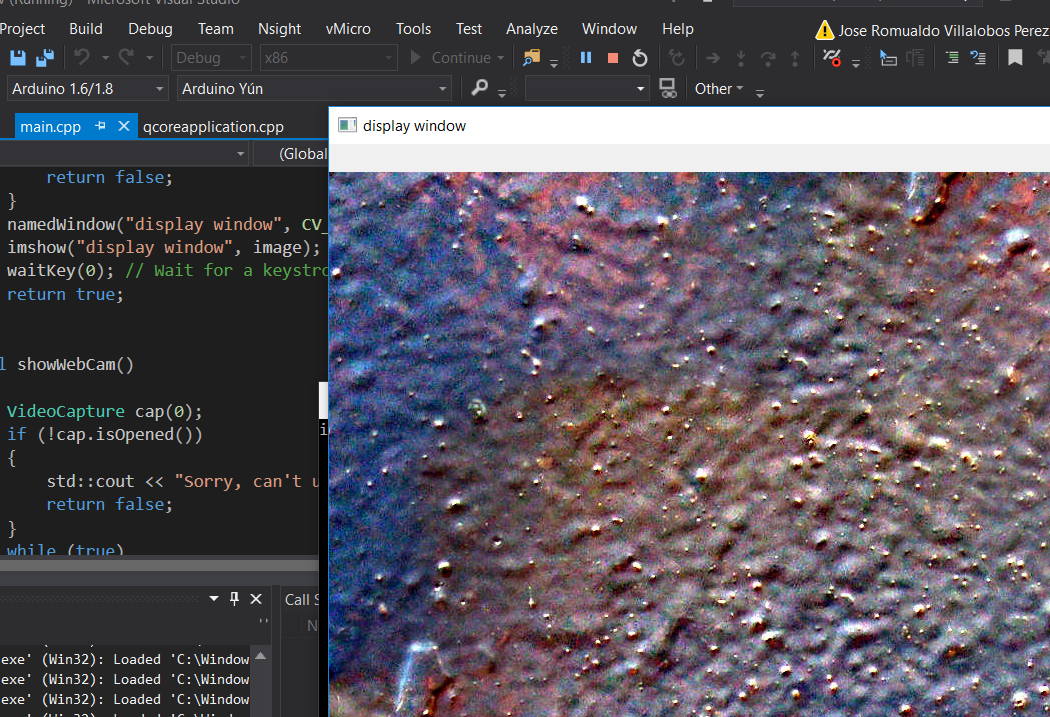 (Running) - Microsoft Visual Studio
Project Build Debug Team Nsight vMicro Tools Test Analyze Window Help
Jose Romualdo Villalobos Perez
Debug x86 Continue
Arduino 1.6/1.8 Arduino Yún Other
main.cpp qcoreapplication.cpp
display window
(Global
return false;
}
namedWindow("display window", CV_
imshow("display window", image);
waitKey(0); // Wait for a keystro
return true;
l showWebCam()
VideoCapture cap(0);
if (!cap.isOpened())
{
std::cout << "Sorry, can't u
return false;
}
while (true)
Call S
N
exe' (Win32): Loaded 'C:\Window
exe' (Win32): Loaded 'C:\Window
exe' (Win32): Loaded 'C:\Window